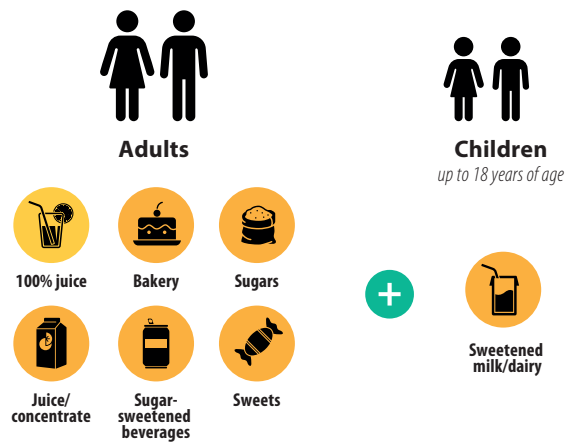 Adults
Children
up to 18 years of age
100% juice
Bakery
Sugars
+
Sweetened
milk/dairy
Juice/
concentrate
Sugar-
sweetened
beverages
Sweets